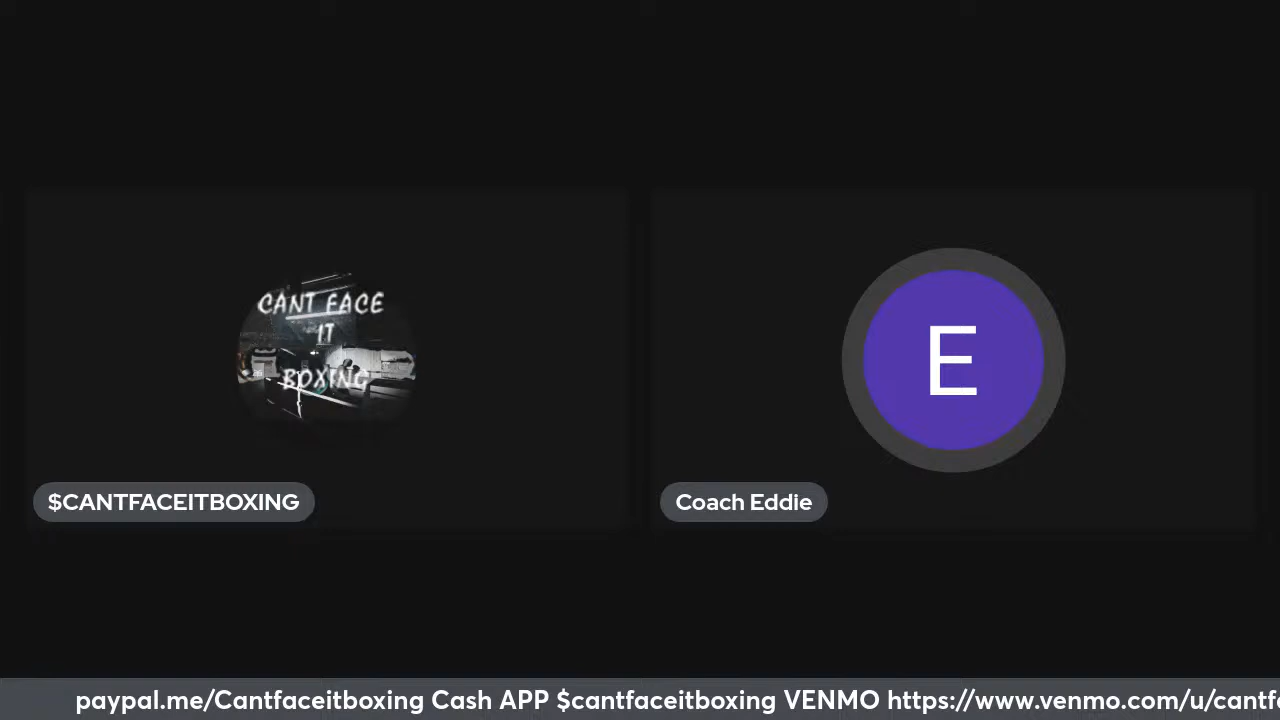 CANT FACE
IT
BOXING
E
$CANTFACEITBOXING
Coach Eddie
paypal.me/Cantfaceitboxing Cash APP $cantfaceitboxing VENMO https://www.venmo.com/u/cantf